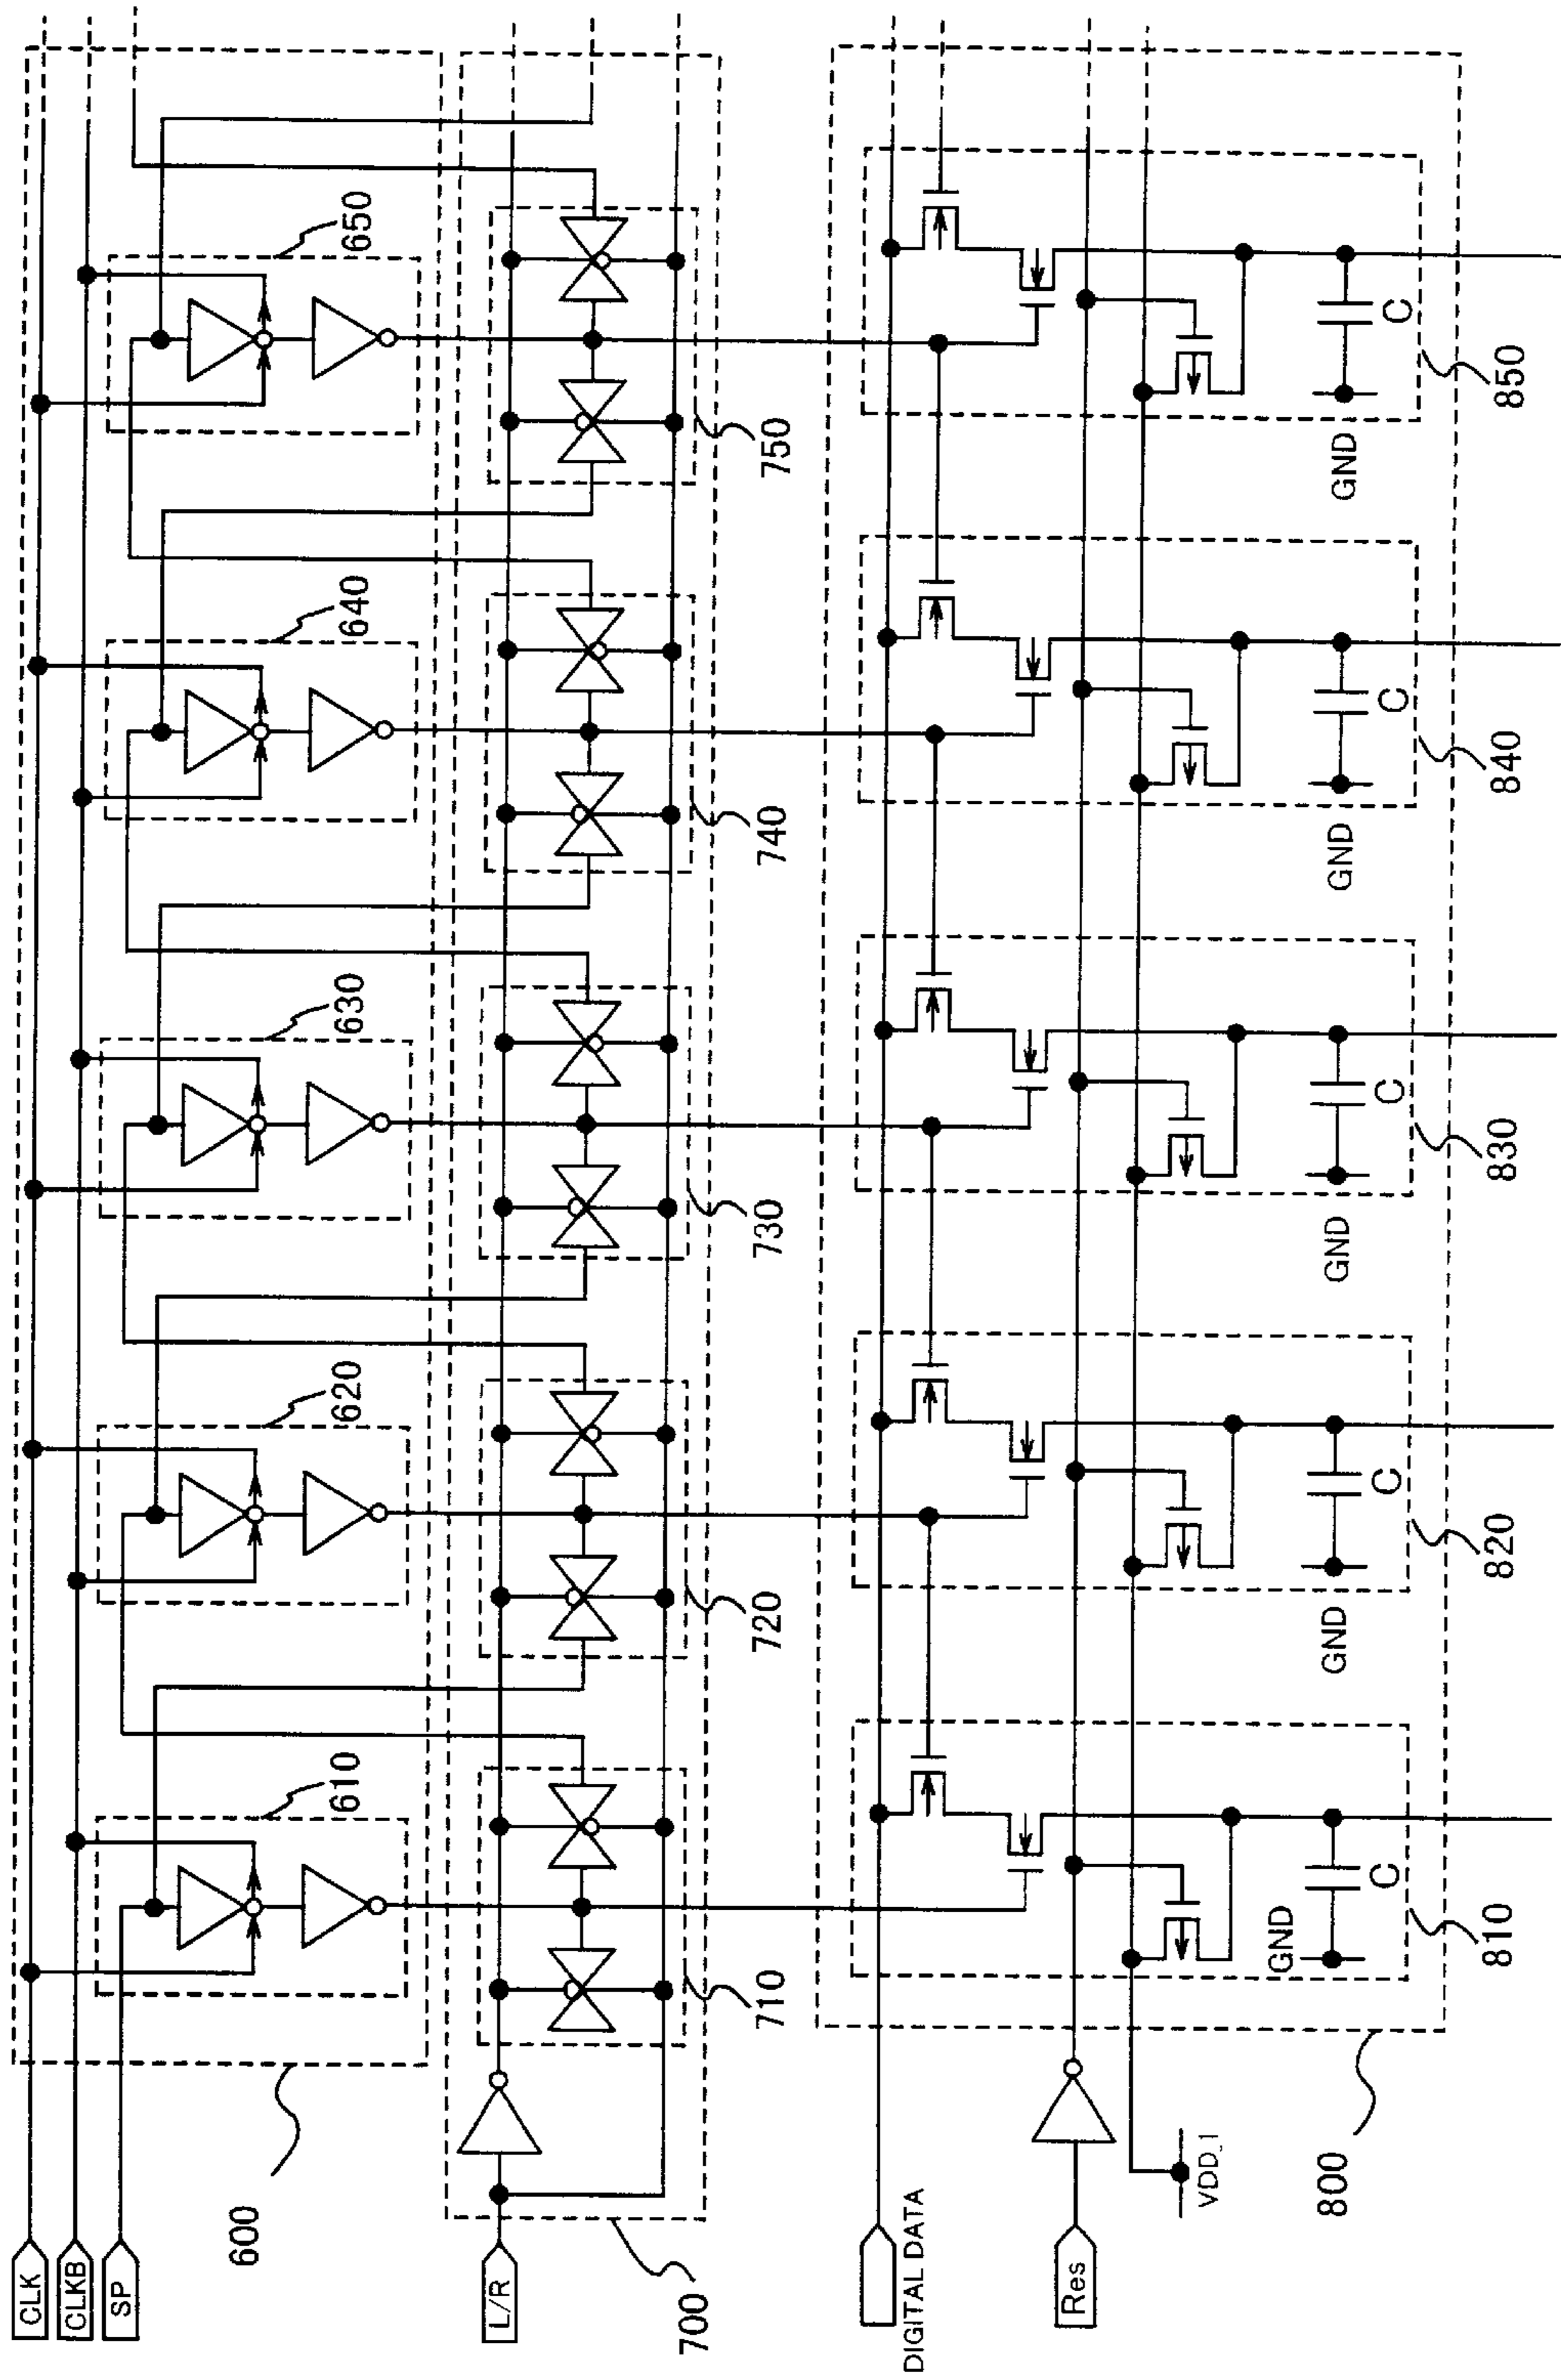 CLK
CLKB
SP
600
610
620
630
640
650
L/R
700
710
720
730
740
750
DIGITAL DATA
Res
VDD_1
800
GND
C
810
GND
C
820
GND
C
830
GND
C
840
GND
C
850